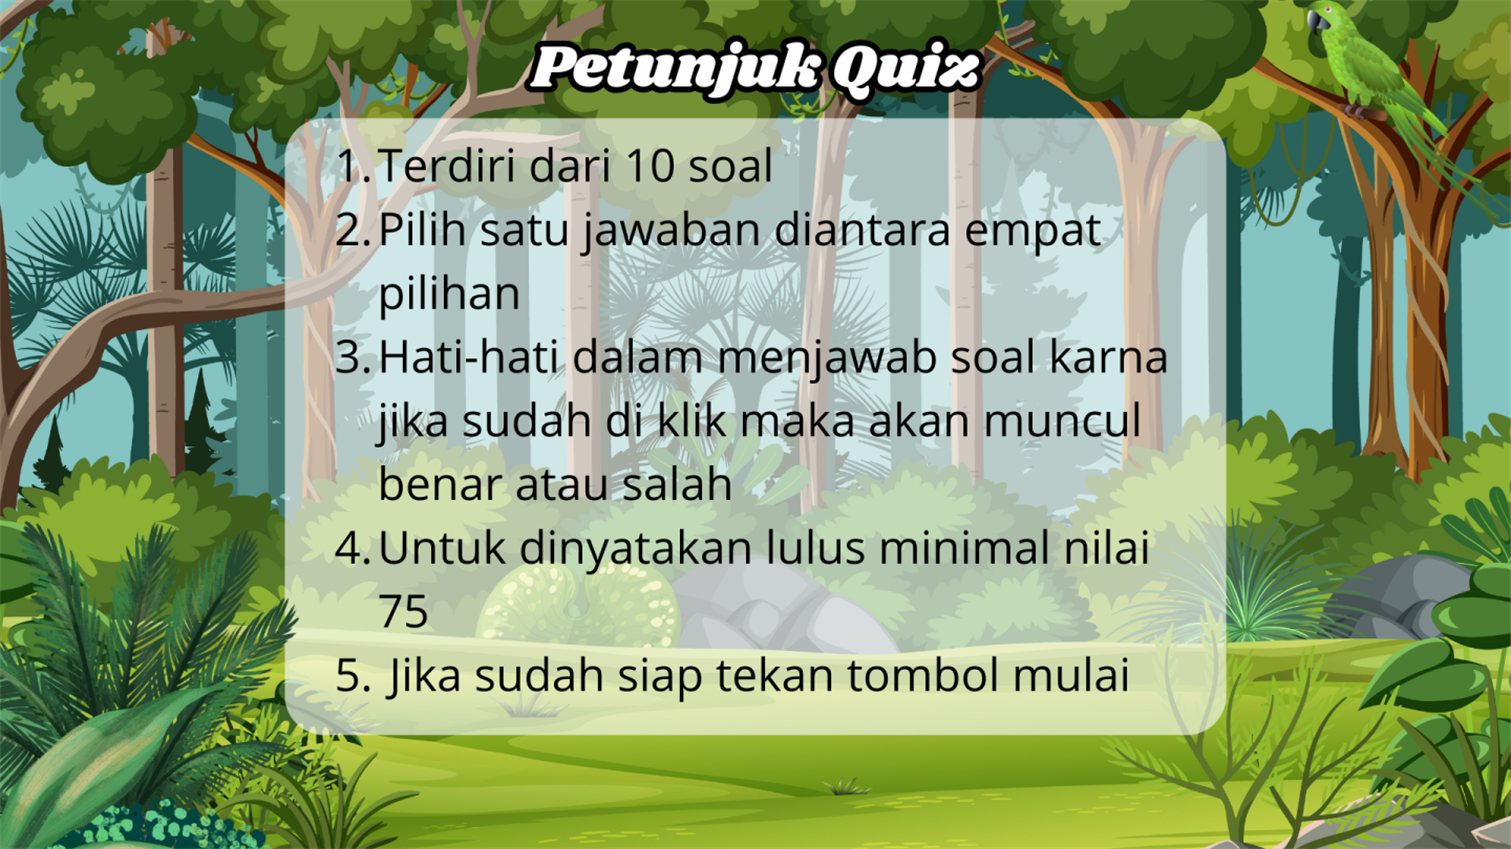 Petunjuk Quiz
1. Terdiri dari 10 soal
2. Pilih satu jawaban diantara empat
pilihan
3. Hati-hati dalam menjawab soal karna
jika sudah di klik maka akan muncul
benar atau salah
4. Untuk dinyatakan lulus minimal nilai
75
5. Jika sudah siap tekan tombol mulai